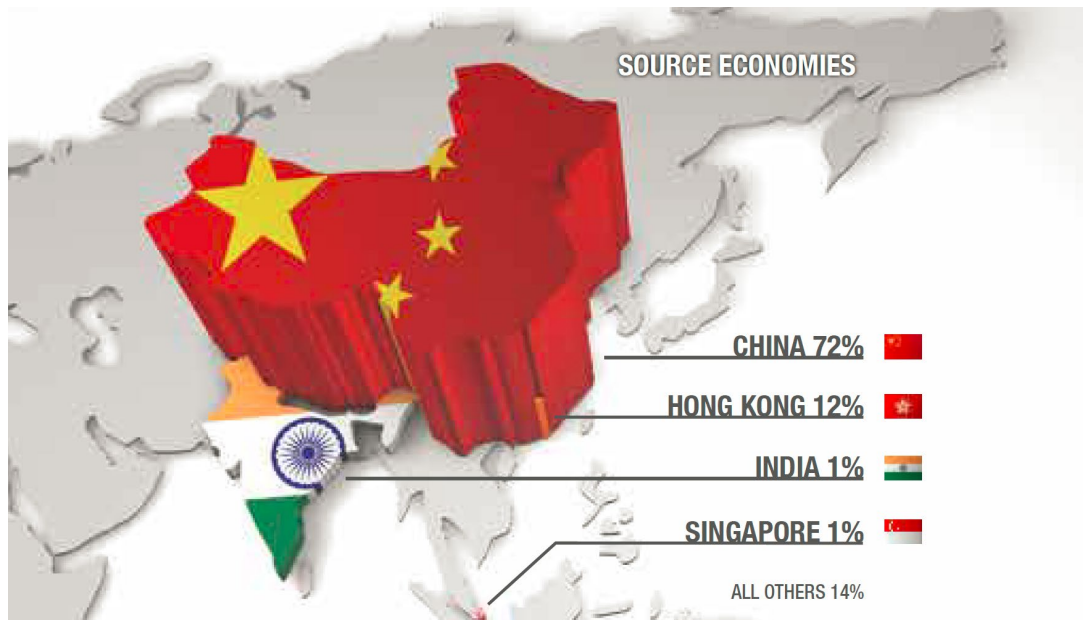 SOURCE ECONOMIES
CHINA 72%
HONG KONG 12%
INDIA 1%
SINGAPORE 1%
ALL OTHERS 14%